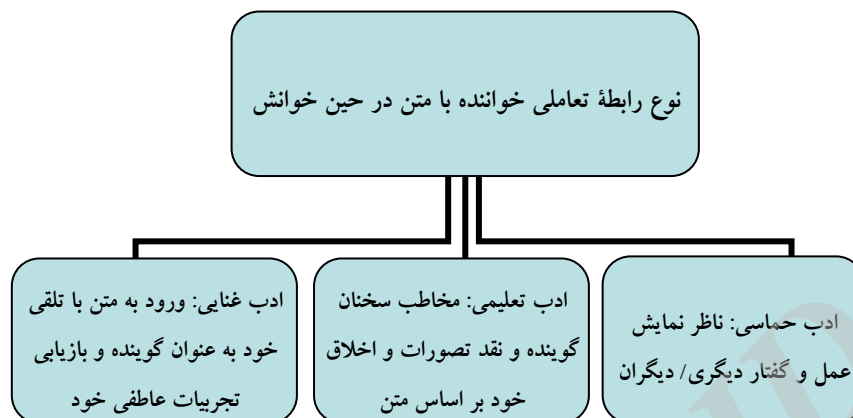 نوع رابطۀ تعاملی خواننده با متن در حین خوانش
ادب حماسی: ناظر نمایش
عمل و گفتار دیگری/ دیگران
ادب تعلیمی: مخاطب سخنان
گوینده و نقد تصورات و اخلاق
خود بر اساس متن
ادب غنایی: ورود به متن با تلقی
خود به عنوان گوینده و بازیابی
تجربیات عاطفی خود